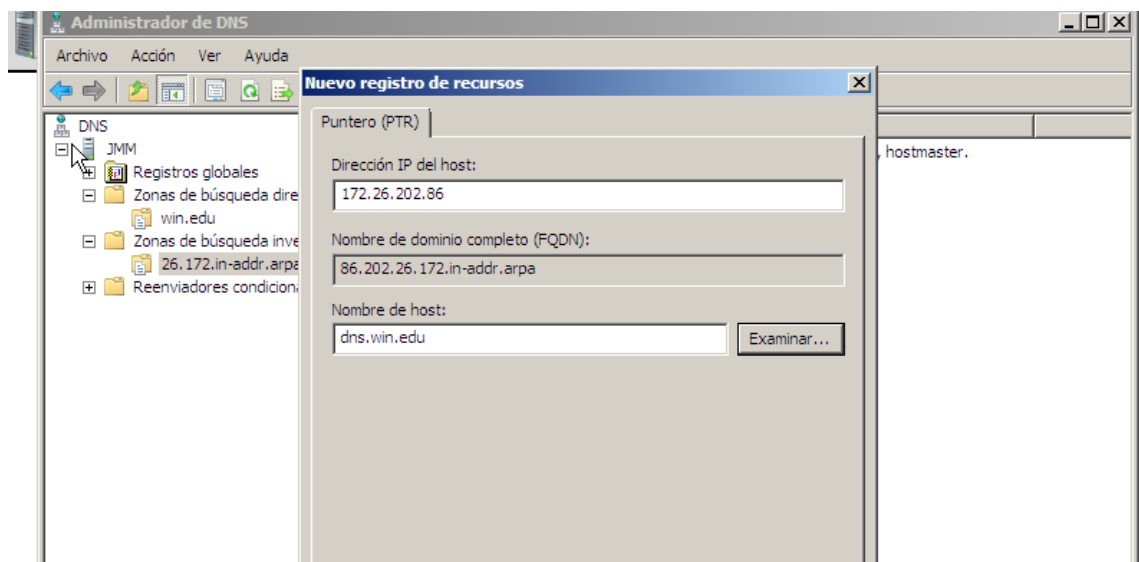 Administrador de DNS
Archivo Acción Ver Ayuda
Nuevo registro de recursos
DNS
JMM
Registros globales
Zonas de búsqueda dire
win.edu
Zonas de búsqueda inve
26.172.in-addr.arpa
Reenviadores condicion
Puntero (PTR)
Dirección IP del host:
172.26.202.86
Nombre de dominio completo (FQDN):
86.202.26.172.in-addr.arpa
Nombre de host:
dns.win.edu
Examinar...
, hostmaster.